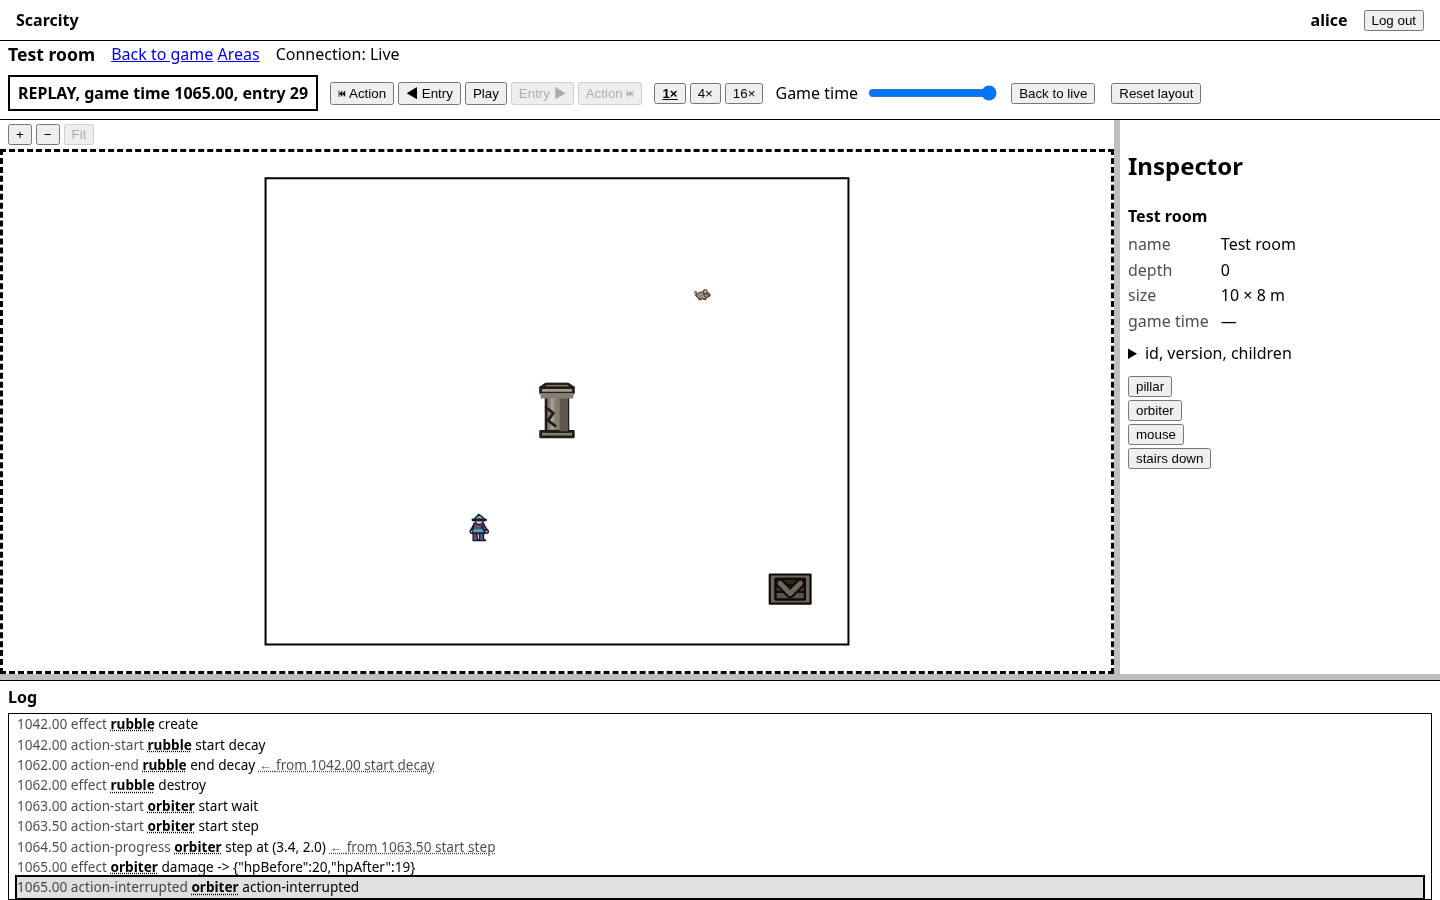 Scarcity
alice Log out
Test room Back to game Areas Connection: Live
REPLAY, game time 1065.00, entry 29 ⏮ Action ◀ Entry Play Entry ▶ Action ⏭ 1× 4× 16× Game time Back to live Reset layout
+ − Fit
Inspector
Test room
name Test room
depth 0
size 10 × 8 m
game time —
▶ id, version, children
pillar
orbiter
mouse
stairs down
Log
1042.00 effect rubble create
1042.00 action-start rubble start decay
1062.00 action-end rubble end decay ← from 1042.00 start decay
1062.00 effect rubble destroy
1063.00 action-start orbiter start wait
1063.50 action-start orbiter start step
1064.50 action-progress orbiter step at (3.4, 2.0) ← from 1063.50 start step
1065.00 effect orbiter damage -> {"hpBefore":20,"hpAfter":19}
1065.00 action-interrupted orbiter action-interrupted